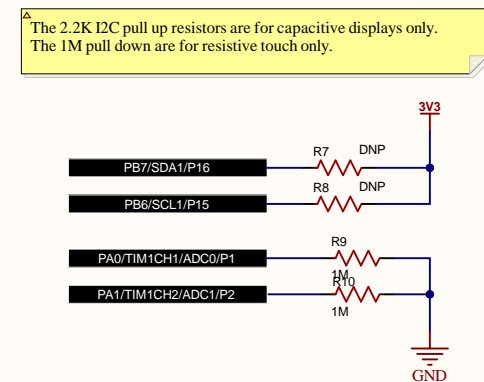 The 2.2K I2C pull up resistors are for capacitive displays only.
The 1M pull down are for resistive touch only.
3V3
R7 DNP
PB7/SDA1/P16
R8 DNP
PB6/SCL1/P15
R9
PA0/TIM1CH1/ADC0/P1
1M
R10
PA1/TIM1CH2/ADC1/P2
1M
GND